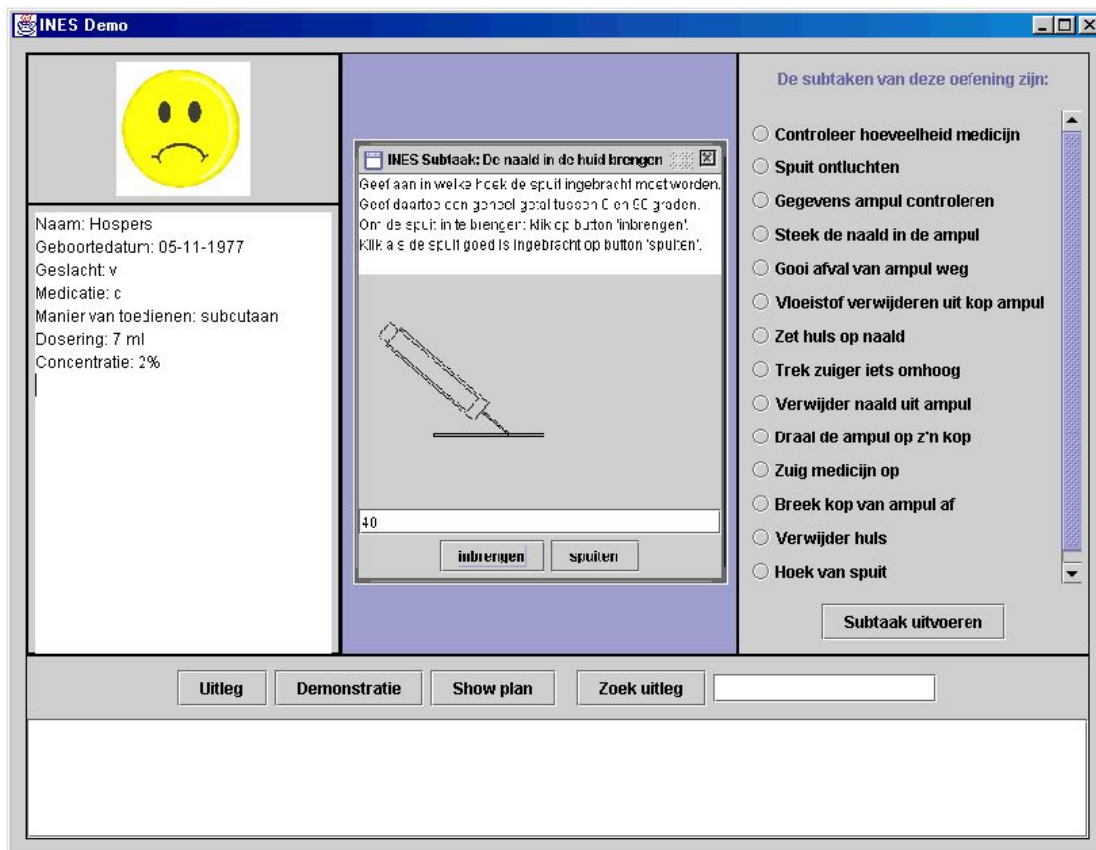 INES Demo
Naam: Hospers
Geboortedatum: 05-11-1977
Geslacht: v
Medicatie: c
Manier van toedienen: subcutaan
Dosering: 7 ml
Concentratie: 2%
INES Subtaak: De naald in de huid brengen
Geef aan in welke hoek de spuit ingebracht moet worden.
Geef daartoe een geheel getal tussen 0 en 90 graden.
Om de spuit in te brengen: klik op button 'inbrengen'.
Klik als de spuit goed is ingebracht op button 'spuiten'.
40
inbrengen
spuiten
De subtaken van deze oefening zijn:
Controleer hoeveelheid medicijn
Spuit ontluchten
Gegevens ampul controleren
Steek de naald in de ampul
Gooi afval van ampul weg
Vloeistof verwijderen uit kop ampul
Zet huls op naald
Trek zuiger iets omhoog
Verwijder naald uit ampul
Draai de ampul op z'n kop
Zuig medicijn op
Breek kop van ampul af
Verwijder huls
Hoek van spuit
Subtaak uitvoeren
Uitleg
Demonstratie
Show plan
Zoek uitleg